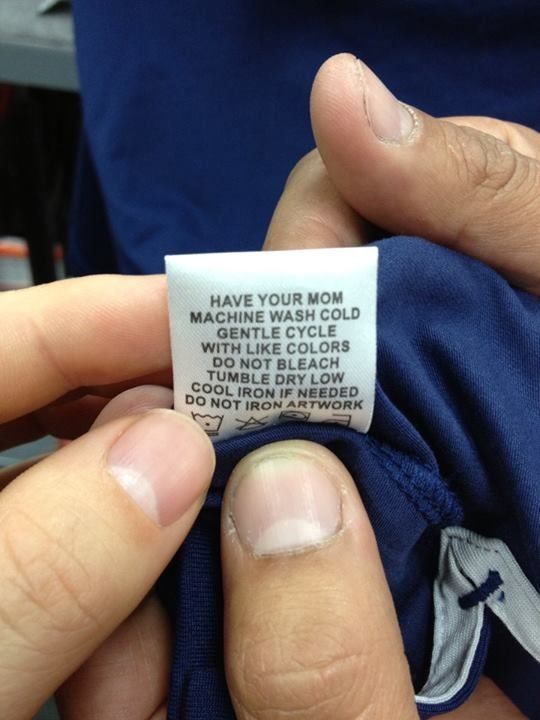 HAVE YOUR MOM
MACHINE WASH COLD
GENTLE CYCLE
WITH LIKE COLORS
DO NOT BLEACH
TUMBLE DRY LOW
COOL IRON IF NEEDED
DO NOT IRON ARTWORK